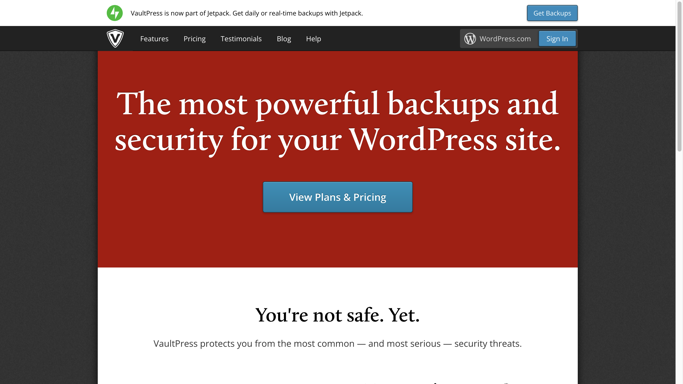 VaultPress is now part of Jetpack. Get daily or real-time backups with Jetpack.
Get Backups
Features
Pricing
Testimonials
Blog
Help
WordPress.com
Sign In
The most powerful backups and
security for your WordPress site.
View Plans & Pricing
You're not safe. Yet.
VaultPress protects you from the most common — and most serious — security threats.